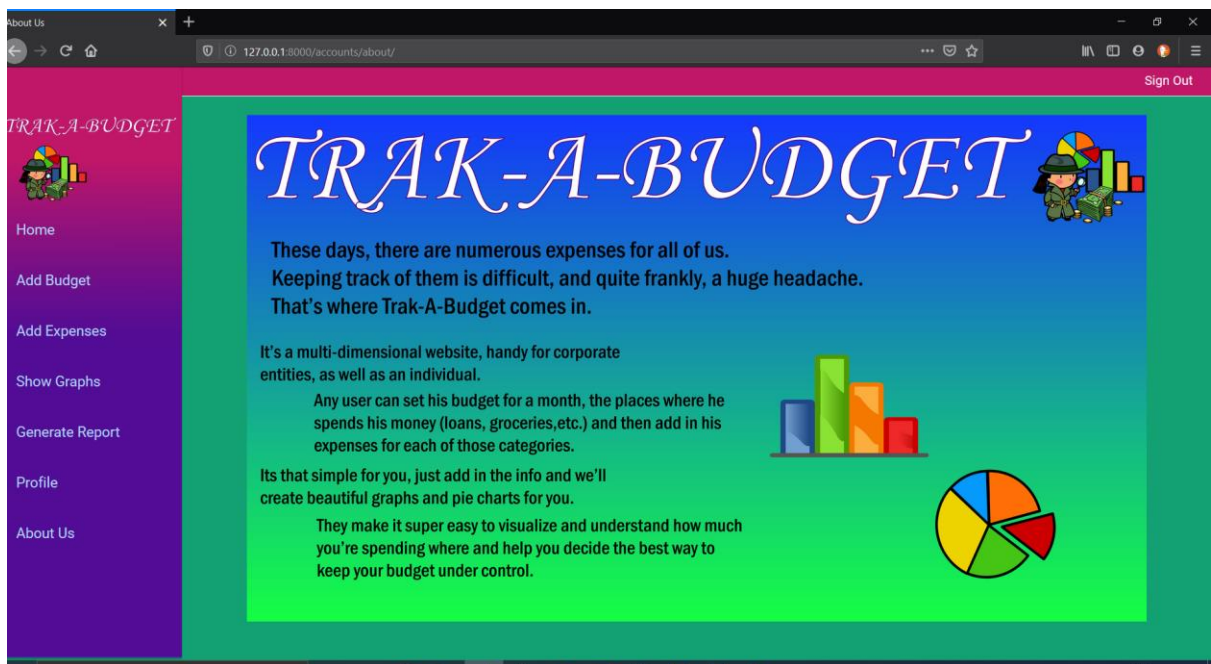 About Us
127.0.0.1:8000/accounts/about/
Sign Out
TRAK-A-BUDGET
Home
Add Budget
Add Expenses
Show Graphs
Generate Report
Profile
About Us
TRAK-A-BUDGET
These days, there are numerous expenses for all of us.
Keeping track of them is difficult, and quite frankly, a huge headache.
That's where Trak-A-Budget comes in.
It's a multi-dimensional website, handy for corporate
entities, as well as an individual.
Any user can set his budget for a month, the places where he
spends his money (loans, groceries,etc.) and then add in his
expenses for each of those categories.
Its that simple for you, just add in the info and we'll
create beautiful graphs and pie charts for you.
They make it super easy to visualize and understand how much
you're spending where and help you decide the best way to
keep your budget under control.